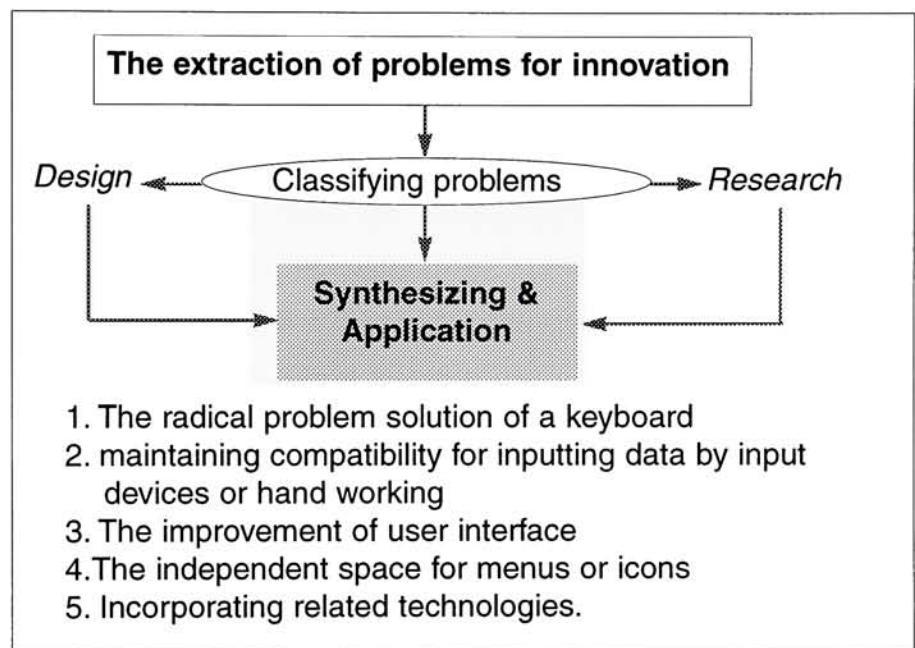 The extraction of problems for innovation
Design
Classifying problems
Research
Synthesizing &
Application
1. The radical problem solution of a keyboard
2. maintaining compatibility for inputting data by input
devices or hand working
3. The improvement of user interface
4.The independent space for menus or icons
5. Incorporating related technologies.